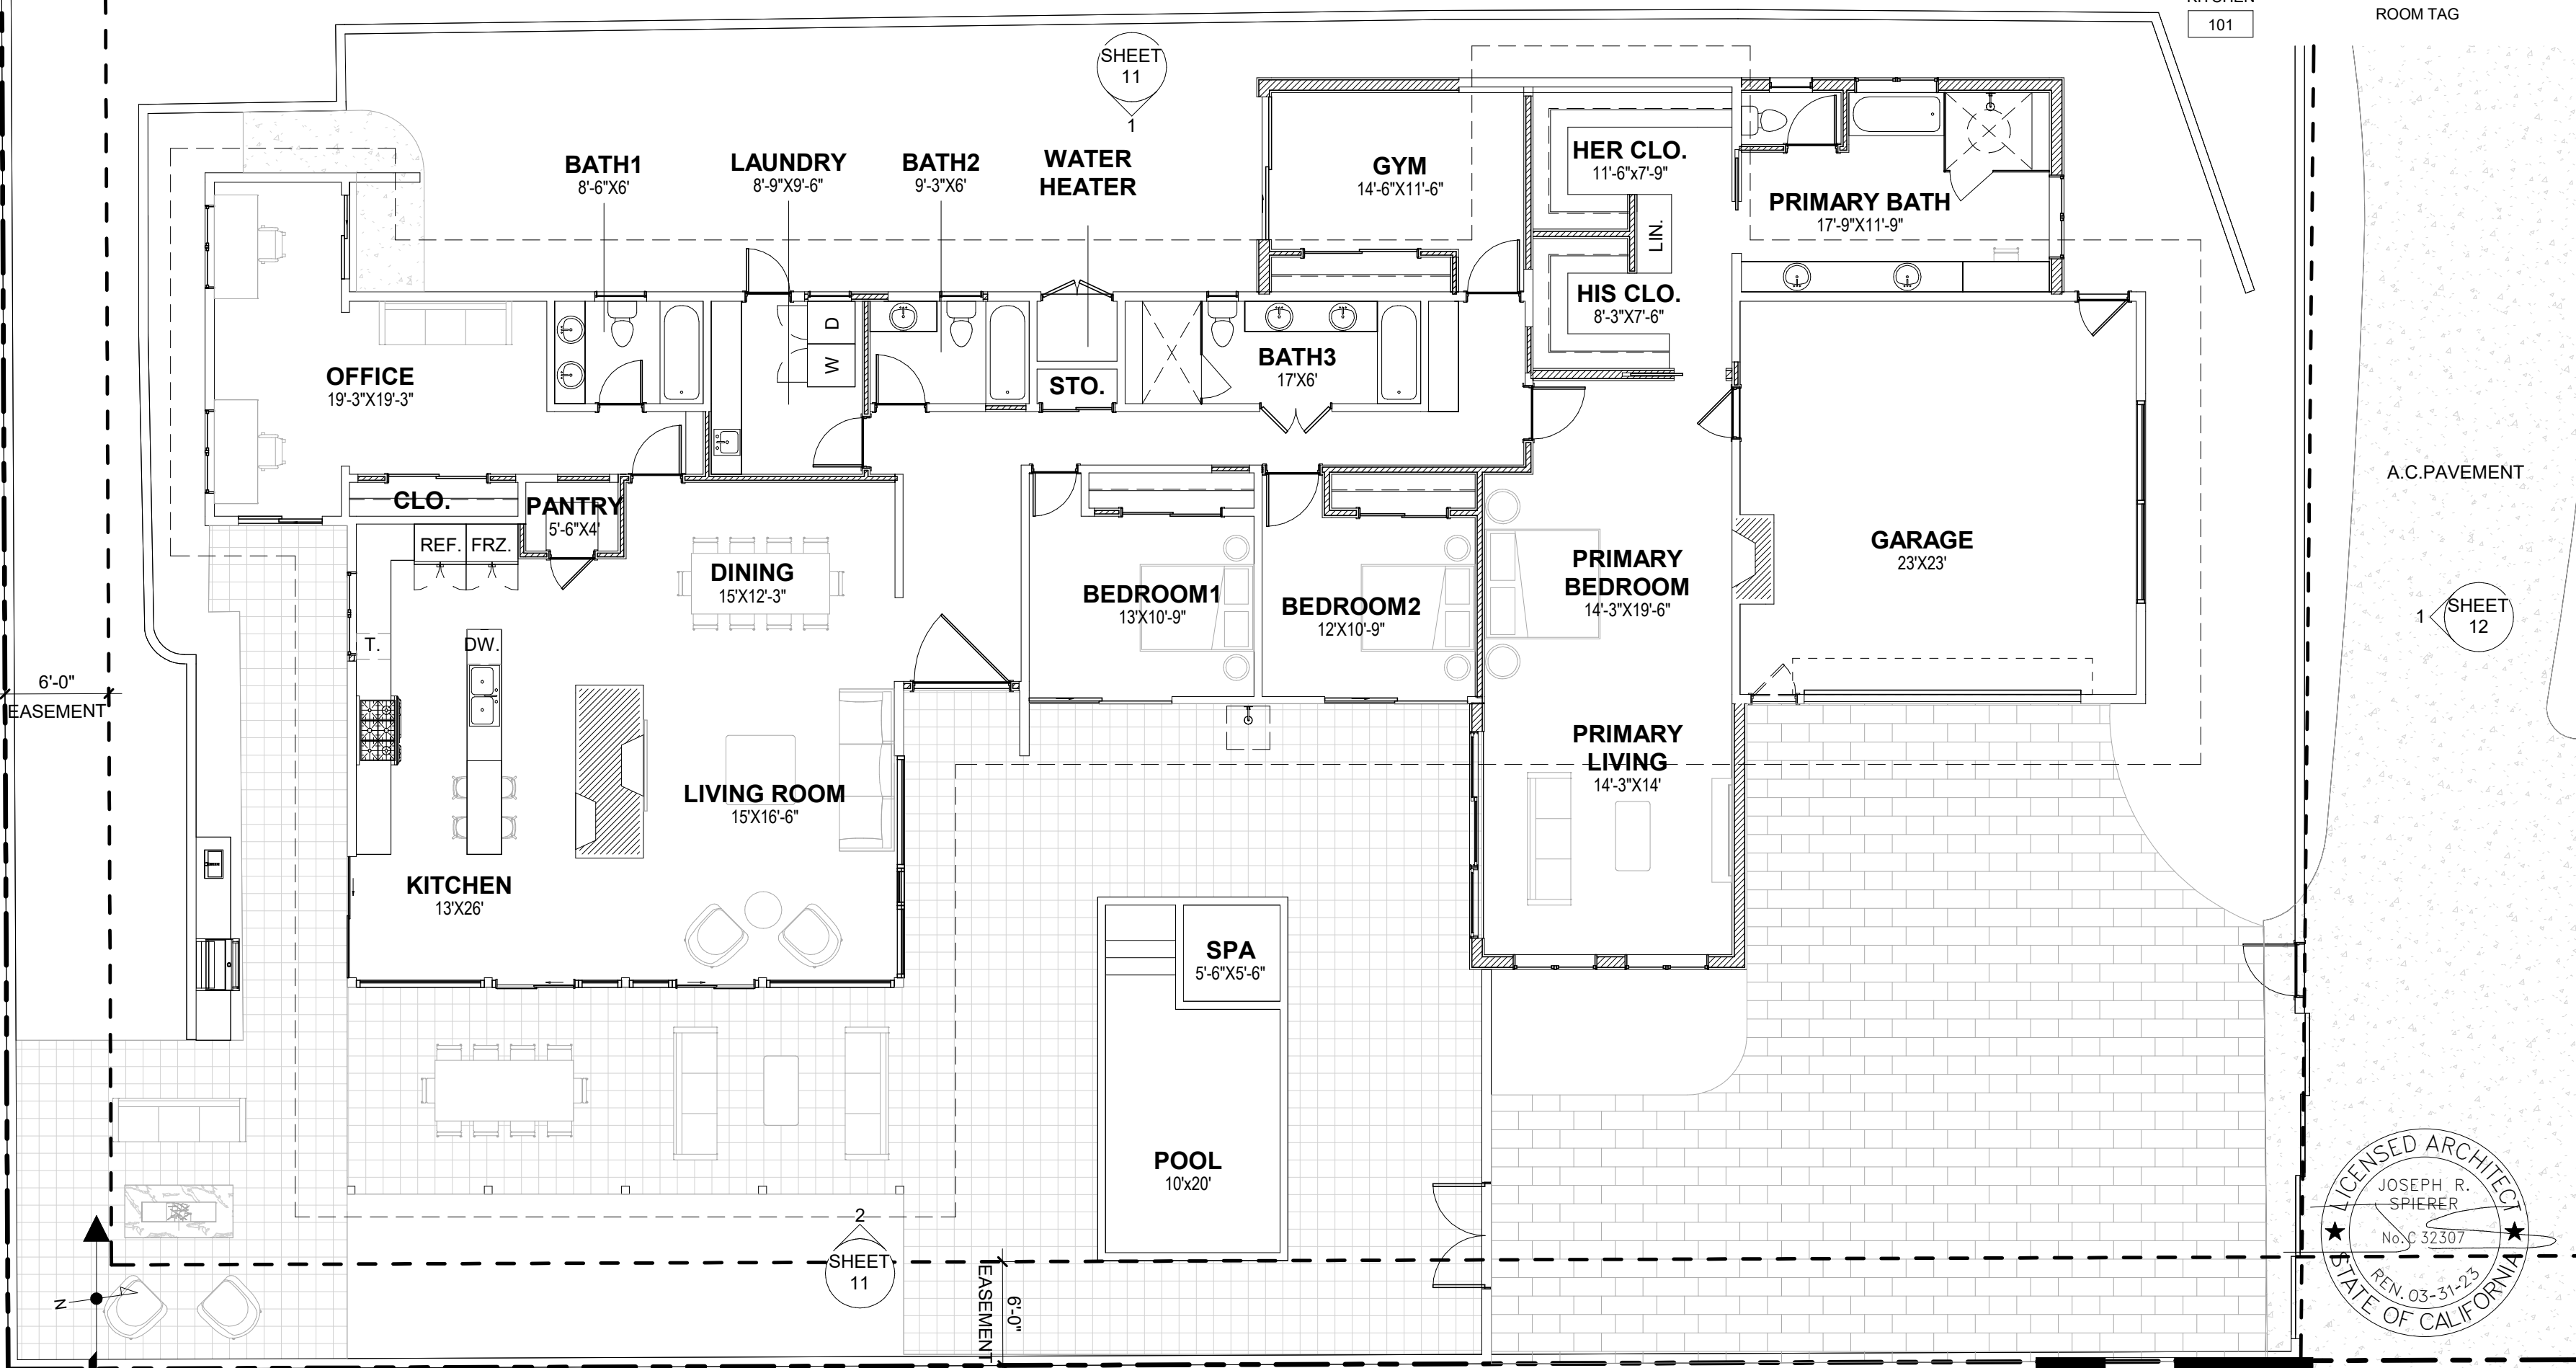 KITCHEN
101
ROOM TAG
SHEET
11
1
BATH1
8'-6"X6'
LAUNDRY
8'-9"X9'-6"
BATH2
9'-3"X6'
WATER
HEATER
GYM
14'-6"X11'-6"
HER CLO.
11'-6"x7'-9"
PRIMARY BATH
17'-9"X11'-9"
LIN.
HIS CLO.
8'-3"X7'-6"
OFFICE
19'-3"X19'-3"
D
W
STO.
BATH3
17'X6'
A.C.PAVEMENT
CLO.
PANTRY
5'-6"X4'
REF.
FRZ.
DINING
15'X12'-3"
BEDROOM1
13'X10'-9"
BEDROOM2
12'X10'-9"
PRIMARY
BEDROOM
14'-3"X19'-6"
GARAGE
23'X23'
1
SHEET
12
T.
DW.
6'-0"
EASEMENT
PRIMARY
LIVING
14'-3"X14'
LIVING ROOM
15'X16'-6"
KITCHEN
13'X26'
SPA
5'-6"X5'-6"
POOL
10'x20'
2
SHEET
11
EASEMENT
6'-0"
N
LICENSED ARCHITECT
JOSEPH R.
SPIERER
No. C 32307
REN. 03-31-23
STATE OF CALIFORNIA